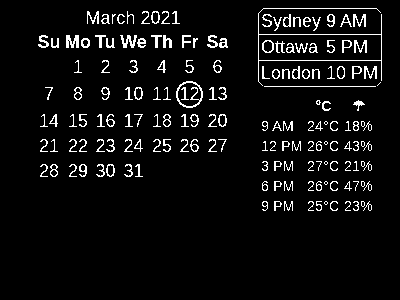 March 2021
Su Mo Tu We Th Fr Sa
1 2 3 4 5 6
7 8 9 10 11 12 13
14 15 16 17 18 19 20
21 22 23 24 25 26 27
28 29 30 31
Sydney 9 AM
Ottawa 5 PM
London 10 PM
°C ☂
9 AM 24°C 18%
12 PM 26°C 43%
3 PM 27°C 21%
6 PM 26°C 47%
9 PM 25°C 23%